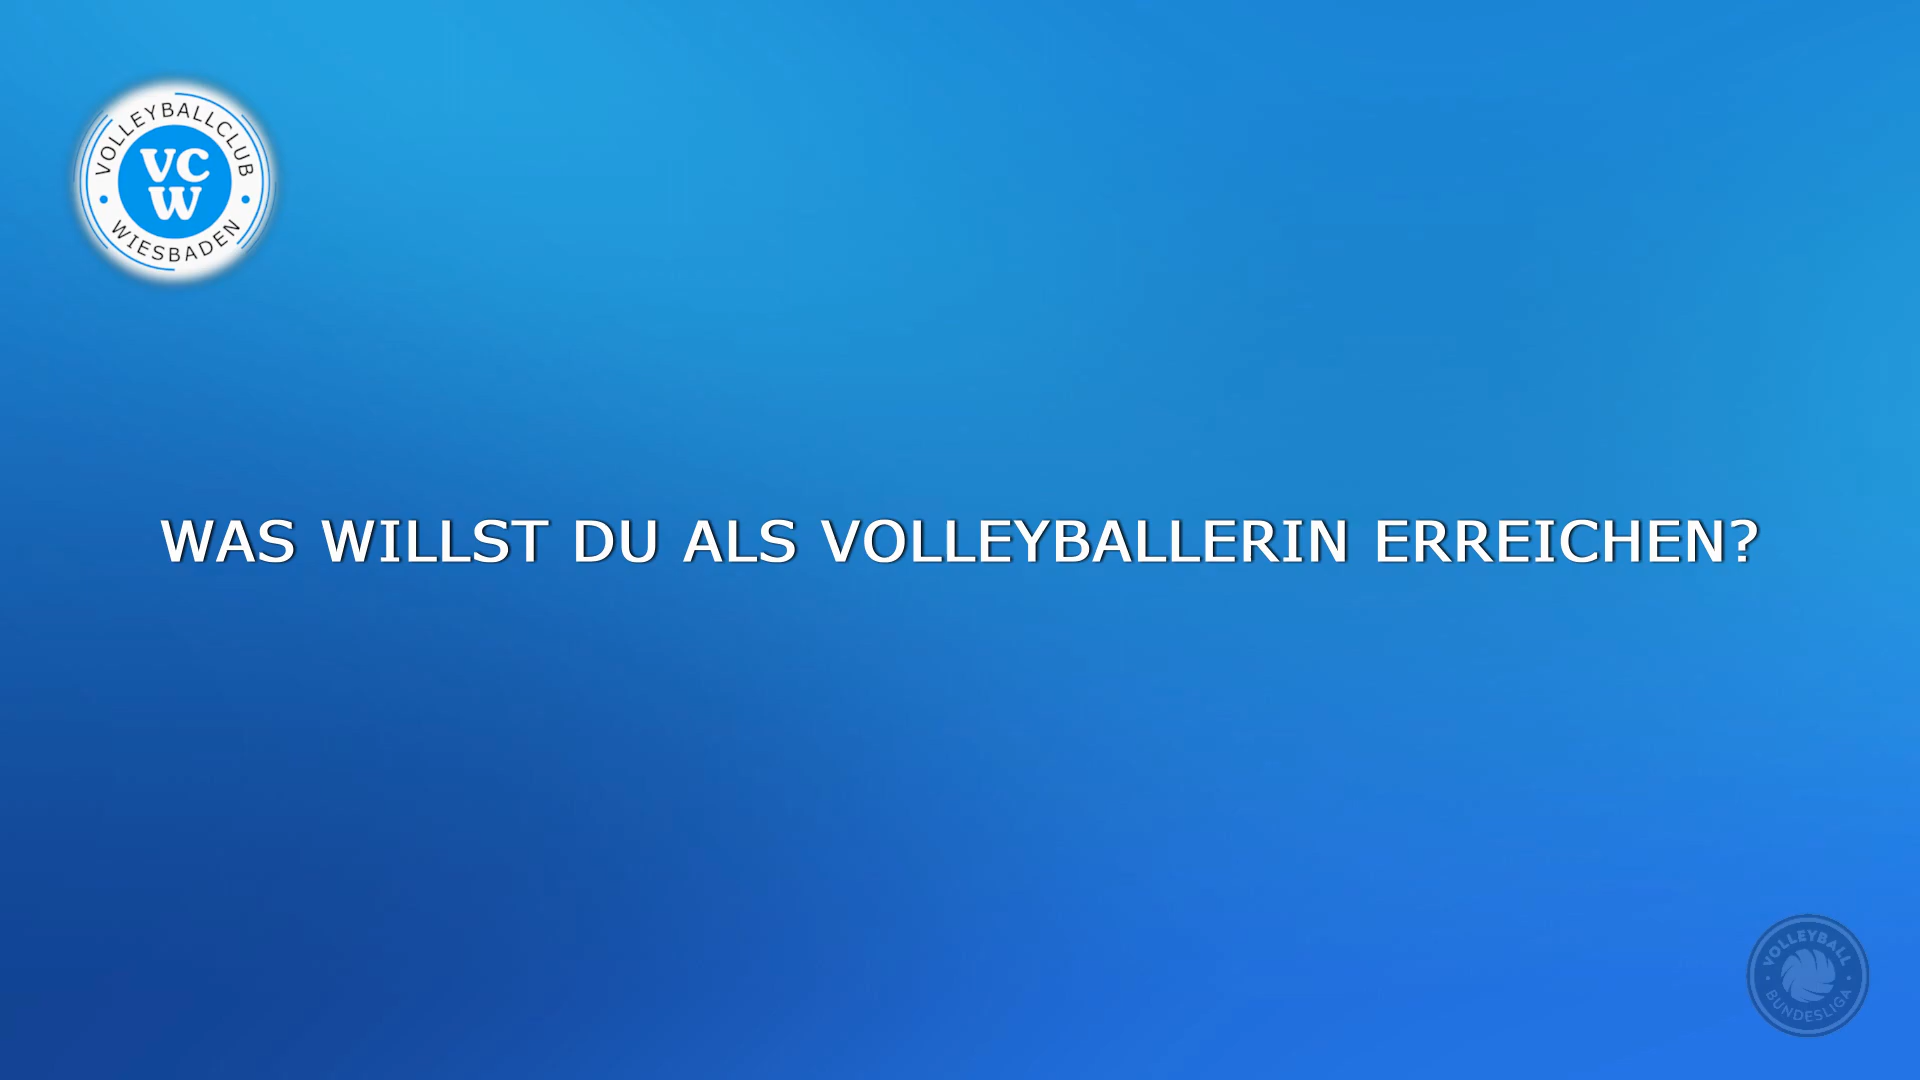 VOLLEYBALLCLUB
VC
W
WIESBADEN
WAS WILLST DU ALS VOLLEYBALLERIN ERREICHEN?
VOLLEYBALL
BUNDESLIGA